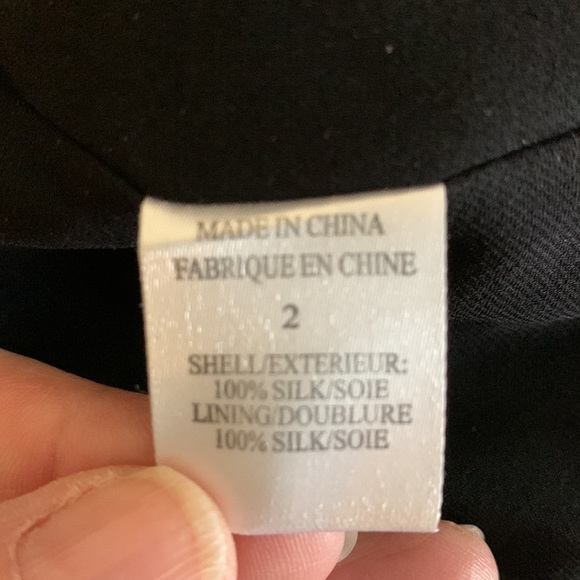 MADE IN CHINA
FABRIQUE EN CHINE
2
SHELL/EXTERIEUR:
100% SILK/SOIE
LINING/DOUBLURE
100% SILK/SOIE